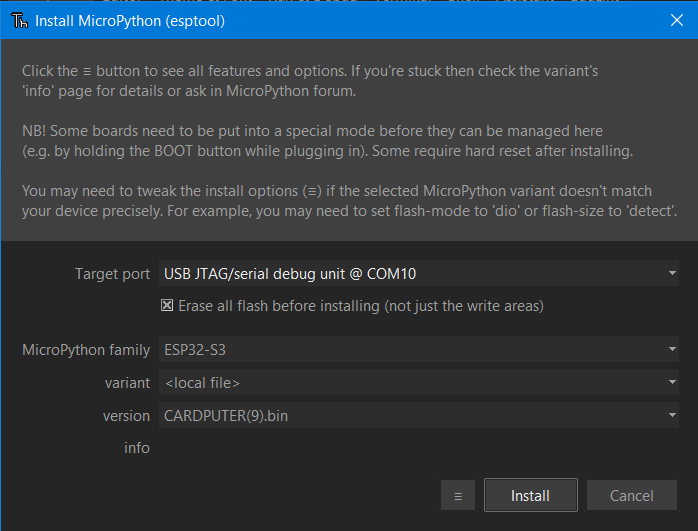 Th Install MicroPython (esptool)
Click the ≡ button to see all features and options. If you're stuck then check the variant's
'info' page for details or ask in MicroPython forum.
NB! Some boards need to be put into a special mode before they can be managed here
(e.g. by holding the BOOT button while plugging in). Some require hard reset after installing.
You may need to tweak the install options (≡) if the selected MicroPython variant doesn't match
your device precisely. For example, you may need to set flash-mode to 'dio' or flash-size to 'detect'.
Target port USB JTAG/serial debug unit @ COM10
Erase all flash before installing (not just the write areas)
MicroPython family ESP32-S3
variant <local file>
version CARDPUTER(9).bin
info
≡ Install Cancel